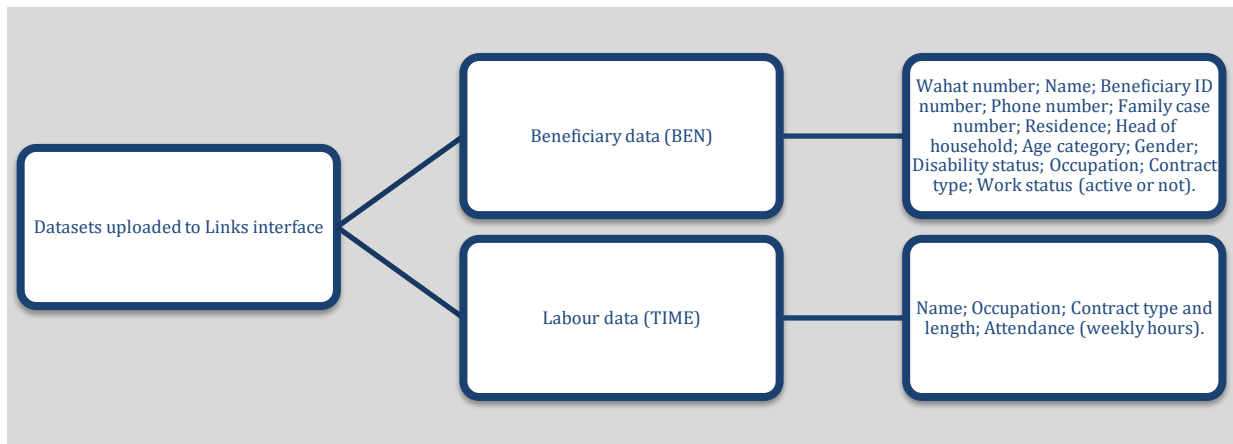 Datasets uploaded to Links interface
Beneficiary data (BEN)
Wahat number; Name; Beneficiary ID
number; Phone number; Family case
number; Residence; Head of
household; Age category; Gender;
Disability status; Occupation; Contract
type; Work status (active or not).
Labour data (TIME)
Name; Occupation; Contract type and
length; Attendance (weekly hours).